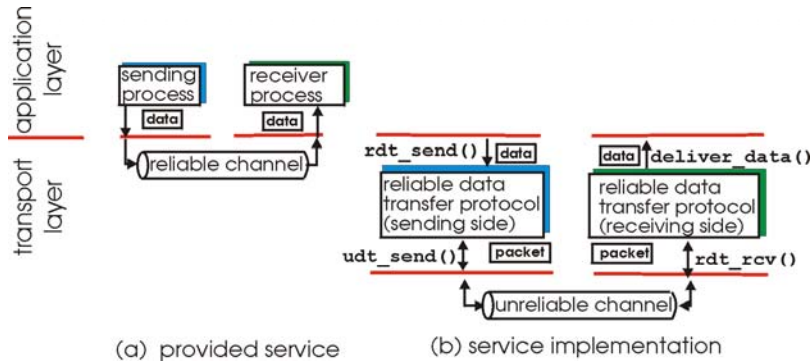 application
layer
transport
layer
sending
process
data
receiver
process
data
reliable channel
(a) provided service
rdt_send()
data
reliable data
transfer protocol
(sending side)
udt_send()
packet
data
deliver_data()
reliable data
transfer protocol
(receiving side)
packet
rdt_rcv()
unreliable channel
(b) service implementation